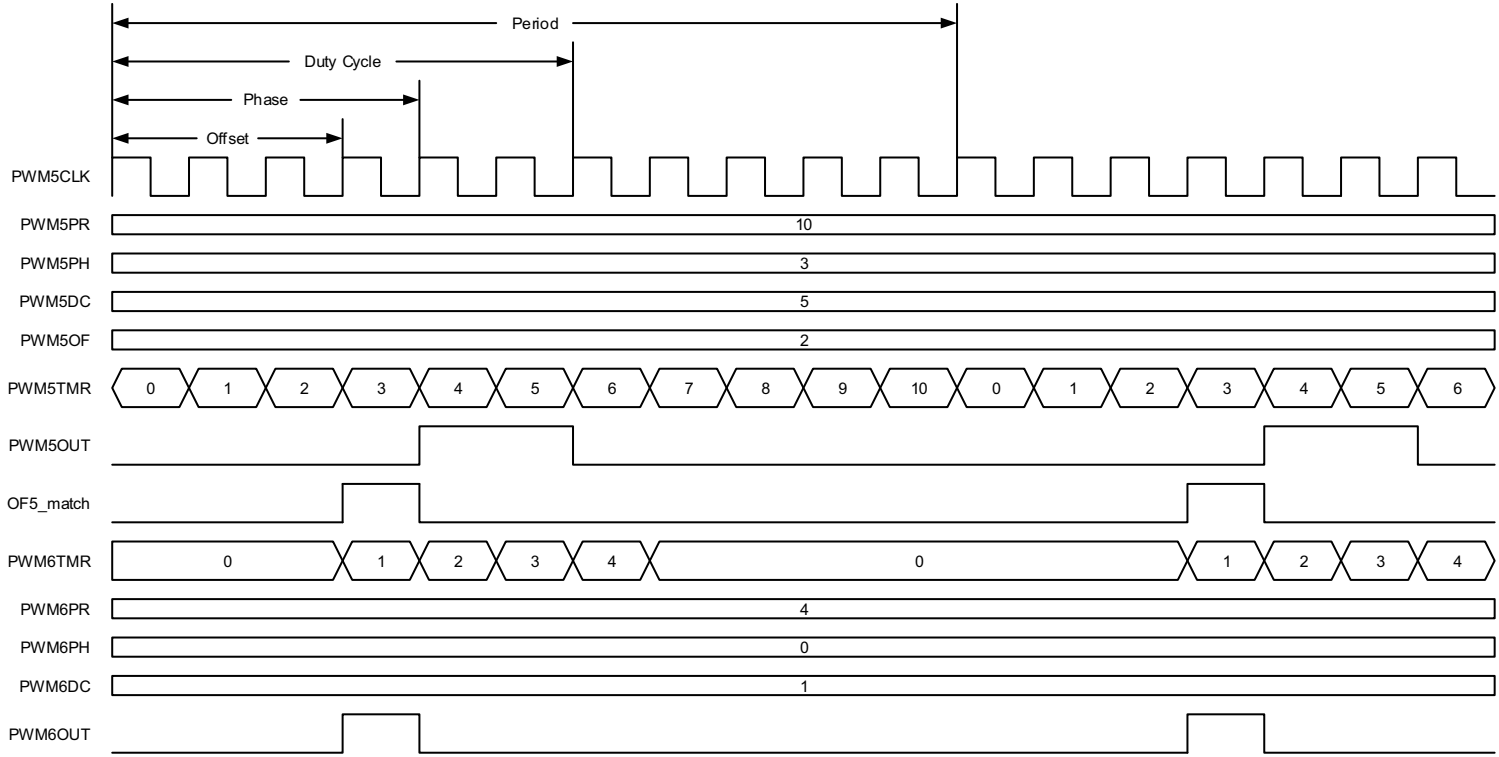 Period
Duty Cycle
Phase
Offset
PWM5CLK
PWM5PR 10
PWM5PH 3
PWM5DC 5
PWM5OF 2
PWM5TMR 0 1 2 3 4 5 6 7 8 9 10 0 1 2 3 4 5 6
PWM5OUT
OF5_match
PWM6TMR 0 1 2 3 4 0 1 2 3 4
PWM6PR 4
PWM6PH 0
PWM6DC 1
PWM6OUT